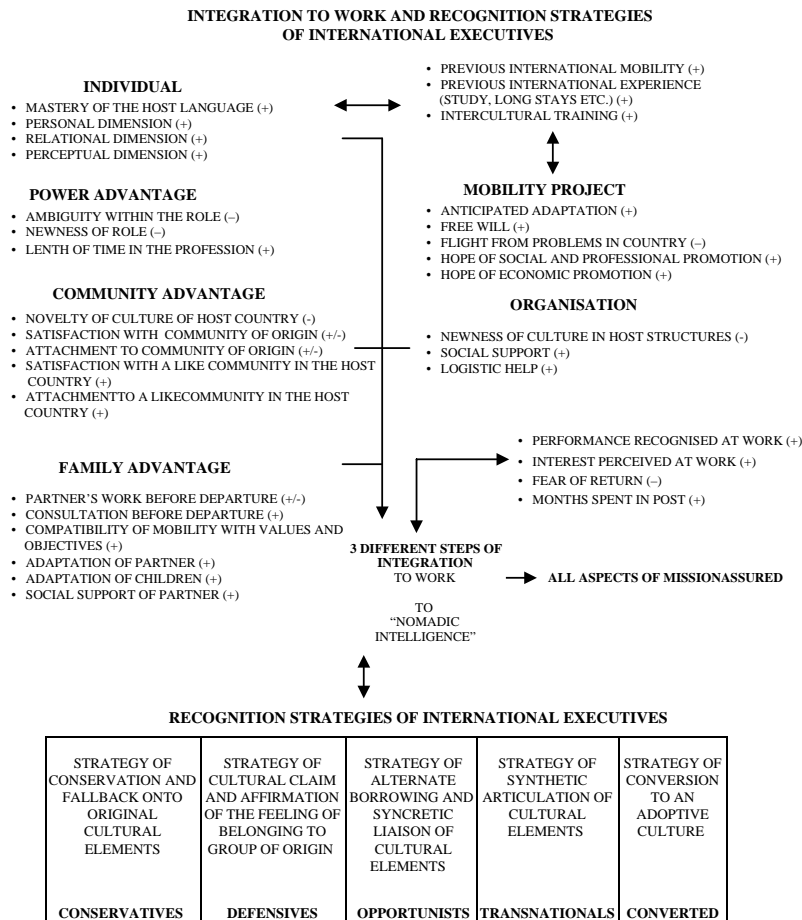 INTEGRATION TO WORK AND RECOGNITION STRATEGIES
OF INTERNATIONAL EXECUTIVES
INDIVIDUAL
• MASTERY OF THE HOST LANGUAGE (+)
• PERSONAL DIMENSION (+)
• RELATIONAL DIMENSION (+)
• PERCEPTUAL DIMENSION (+)
• PREVIOUS INTERNATIONAL MOBILITY (+)
• PREVIOUS INTERNATIONAL EXPERIENCE
(STUDY, LONG STAYS ETC.) (+)
• INTERCULTURAL TRAINING (+)
POWER ADVANTAGE
• AMBIGUITY WITHIN THE ROLE (–)
• NEWNESS OF ROLE (–)
• LENTH OF TIME IN THE PROFESSION (+)
MOBILITY PROJECT
• ANTICIPATED ADAPTATION (+)
• FREE WILL (+)
• FLIGHT FROM PROBLEMS IN COUNTRY (–)
• HOPE OF SOCIAL AND PROFESSIONAL PROMOTION (+)
• HOPE OF ECONOMIC PROMOTION (+)
COMMUNITY ADVANTAGE
• NOVELTY OF CULTURE OF HOST COUNTRY (-)
• SATISFACTION WITH COMMUNITY OF ORIGIN (+/-)
• ATTACHMENT TO COMMUNITY OF ORIGIN (+/-)
• SATISFACTION WITH A LIKE COMMUNITY IN THE HOST
COUNTRY (+)
• ATTACHMENTTO A LIKECOMMUNITY IN THE HOST
COUNTRY (+)
ORGANISATION
• NEWNESS OF CULTURE IN HOST STRUCTURES (-)
• SOCIAL SUPPORT (+)
• LOGISTIC HELP (+)
FAMILY ADVANTAGE
• PARTNER'S WORK BEFORE DEPARTURE (+/-)
• CONSULTATION BEFORE DEPARTURE (+)
• COMPATIBILITY OF MOBILITY WITH VALUES AND
OBJECTIVES (+)
• ADAPTATION OF PARTNER (+)
• ADAPTATION OF CHILDREN (+)
• SOCIAL SUPPORT OF PARTNER (+)
• PERFORMANCE RECOGNISED AT WORK (+)
• INTEREST PERCEIVED AT WORK (+)
• FEAR OF RETURN (–)
• MONTHS SPENT IN POST (+)
3 DIFFERENT STEPS OF
INTEGRATION
TO WORK
TO
“NOMADIC
INTELLIGENCE”
ALL ASPECTS OF MISSIONASSURED
RECOGNITION STRATEGIES OF INTERNATIONAL EXECUTIVES
STRATEGY OF
CONSERVATION AND
FALLBACK ONTO
ORIGINAL
CULTURAL
ELEMENTS
CONSERVATIVES
STRATEGY OF
CULTURAL CLAIM
AND AFFIRMATION
OF THE FEELING OF
BELONGING TO
GROUP OF ORIGIN
DEFENSIVES
STRATEGY OF
ALTERNATE
BORROWING AND
SYNCRETIC
LIAISON OF
CULTURAL
ELEMENTS
OPPORTUNISTS
STRATEGY OF
SYNTHETIC
ARTICULATION OF
CULTURAL
ELEMENTS
TRANSNATIONALS
STRATEGY OF
CONVERSION
TO AN
ADOPTIVE
CULTURE
CONVERTED